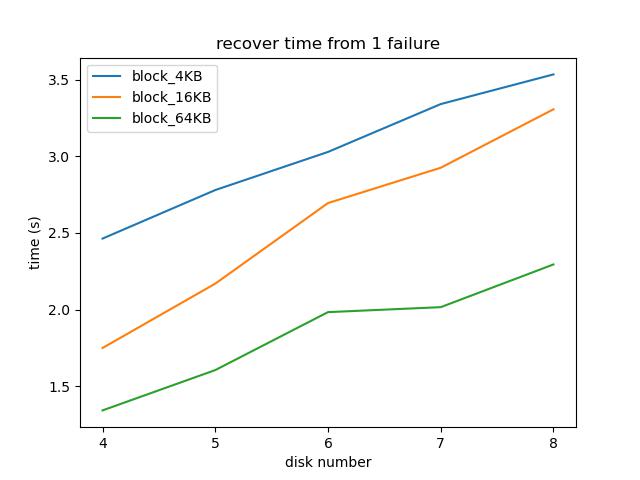 recover time from 1 failure
block_4KB
block_16KB
block_64KB
time (s)
3.5
3.0
2.5
2.0
1.5
4 5 6 7 8
disk number